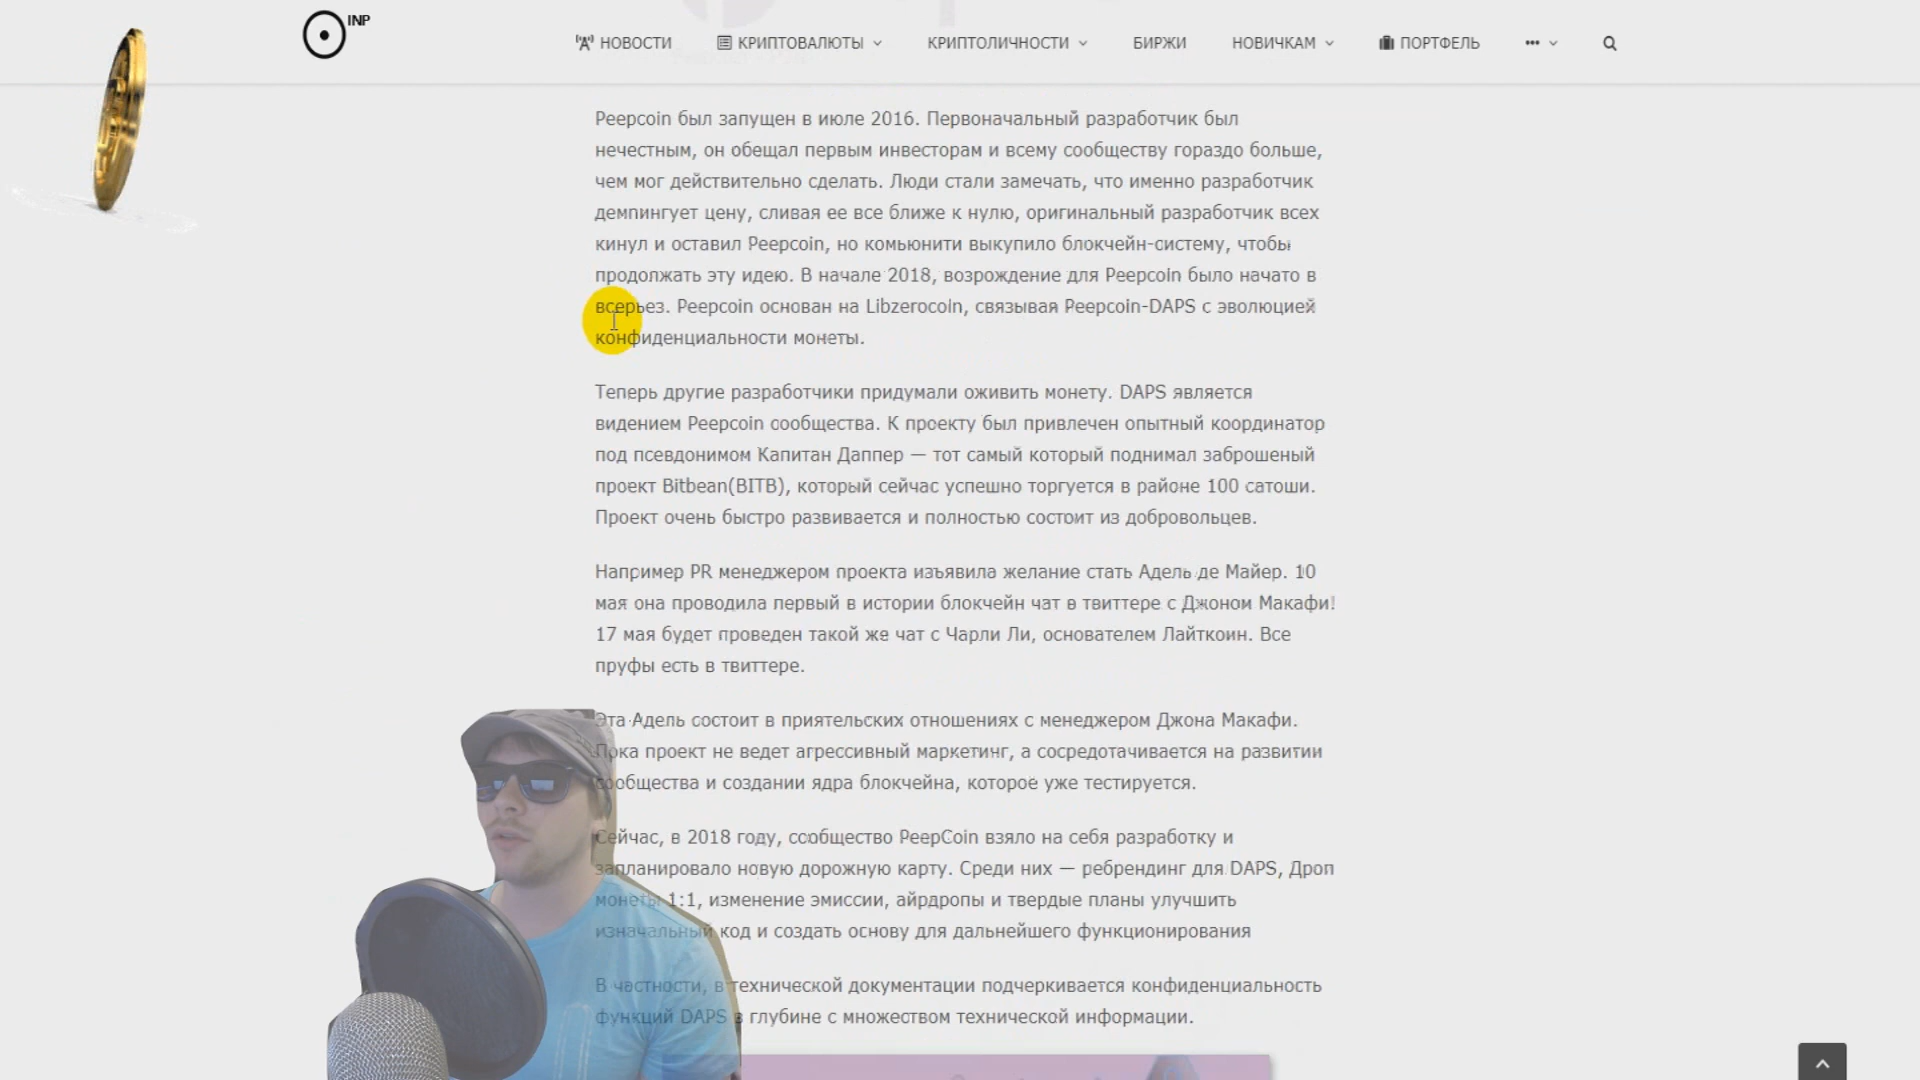 INP
НОВОСТИ КРИПТОВАЛЮТЫ КРИПТОЛИЧНОСТИ БИРЖИ НОВИЧКАМ ПОРТФЕЛЬ •••
Peepcoin был запущен в июле 2016. Первоначальный разработчик был
нечестным, он обещал первым инвесторам и всему сообществу гораздо больше,
чем мог действительно сделать. Люди стали замечать, что именно разработчик
демпингует цену, сливая ее все ближе к нулю, оригинальный разработчик всех
кинул и оставил Peepcoin, но комьюнити выкупило блокчейн-систему, чтобы
продолжать эту идею. В начале 2018, возрождение для Peepcoin было начато в
всерьез. Peepcoin основан на Libzerocoin, связывая Peepcoin-DAPS с эволюцией
конфиденциальности монеты.
Теперь другие разработчики придумали оживить монету. DAPS является
видением Peepcoin сообщества. К проекту был привлечен опытный координатор
под псевдонимом Капитан Даппер — тот самый который поднимал заброшеный
проект Bitbean(BITB), который сейчас успешно торгуется в районе 100 сатоши.
Проект очень быстро развивается и полностью состоит из добровольцев.
Например PR менеджером проекта изъявила желание стать Адель де Майер. 10
мая она проводила первый в истории блокчейн чат в твиттере с Джоном Макафи!
17 мая будет проведен такой же чат с Чарли Ли, основателем Лайткоин. Все
пруфы есть в твиттере.
Эта Адель состоит в приятельских отношениях с менеджером Джона Макафи.
Пока проект не ведет агрессивный маркетинг, а сосредотачивается на развитии
сообщества и создании ядра блокчейна, которое уже тестируется.
Сейчас, в 2018 году, сообщество PeepCoin взяло на себя разработку и
запланировало новую дорожную карту. Среди них — ребрендинг для DAPS, Дроп
монеты 1:1, изменение эмиссии, айрдропы и твердые планы улучшить
изначальный код и создать основу для дальнейшего функционирования
В частности, в технической документации подчеркивается конфиденциальность
функций DAPS в глубине с множеством технической информации.